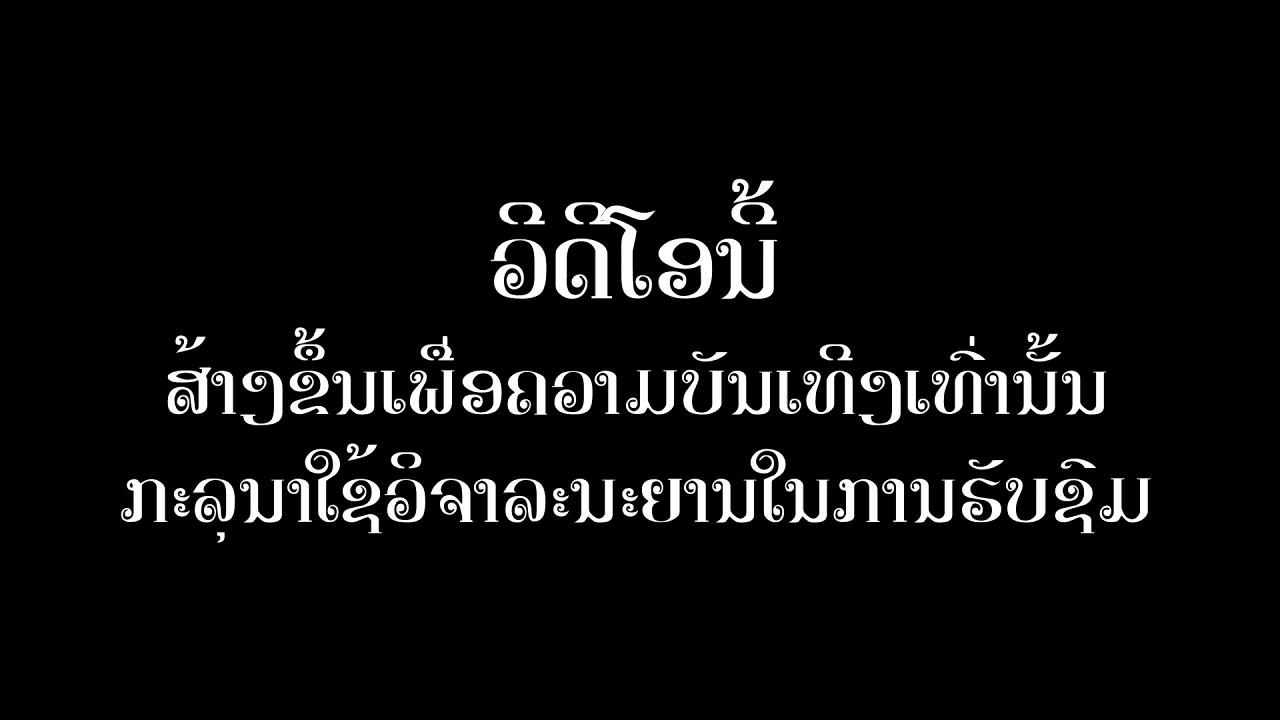 ວິດີໂອນີ້
ສ້າງຂຶ້ນເພື່ອຄວາມບັນເທີງເທົ່ານັ້ນ
ກະລຸນາໃຊ້ວິຈາລະນະຍານໃນການຮັບຊົມ